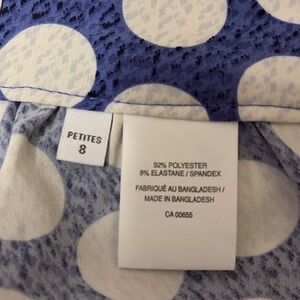 PETITES
8
92% POLYESTER
8% ELASTANE / SPANDEX
FABRIQUÉ AU BANGLADESH /
MADE IN BANGLADESH
CA 00655